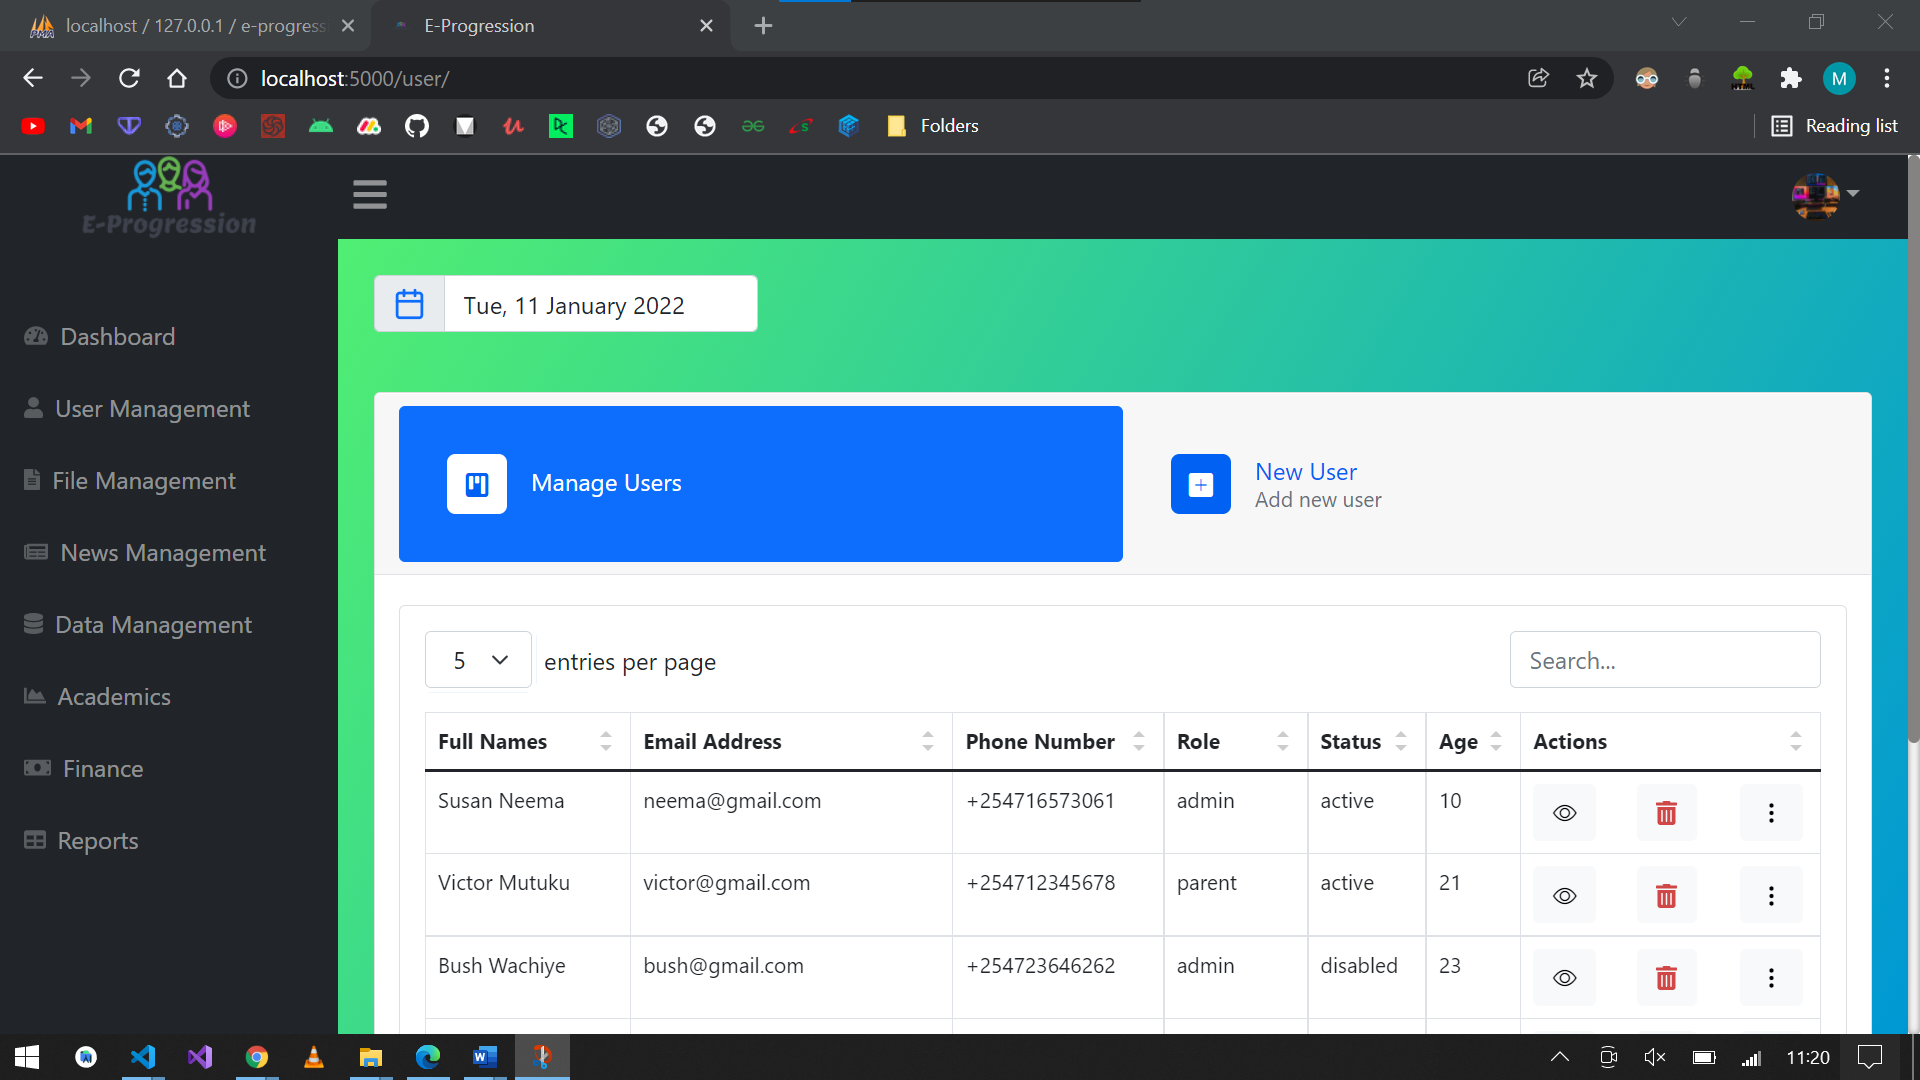 localhost / 127.0.0.1 / e-progress
E-Progression
localhost:5000/user/
Folders
Reading list
E-Progression
Dashboard
User Management
File Management
News Management
Data Management
Academics
Finance
Reports
Tue, 11 January 2022
Manage Users
New User
Add new user
5 entries per page
Search...
Full Names Email Address Phone Number Role Status Age Actions
Susan Neema neema@gmail.com +254716573061 admin active 10
Victor Mutuku victor@gmail.com +254712345678 parent active 21
Bush Wachiye bush@gmail.com +254723646262 admin disabled 23
11:20